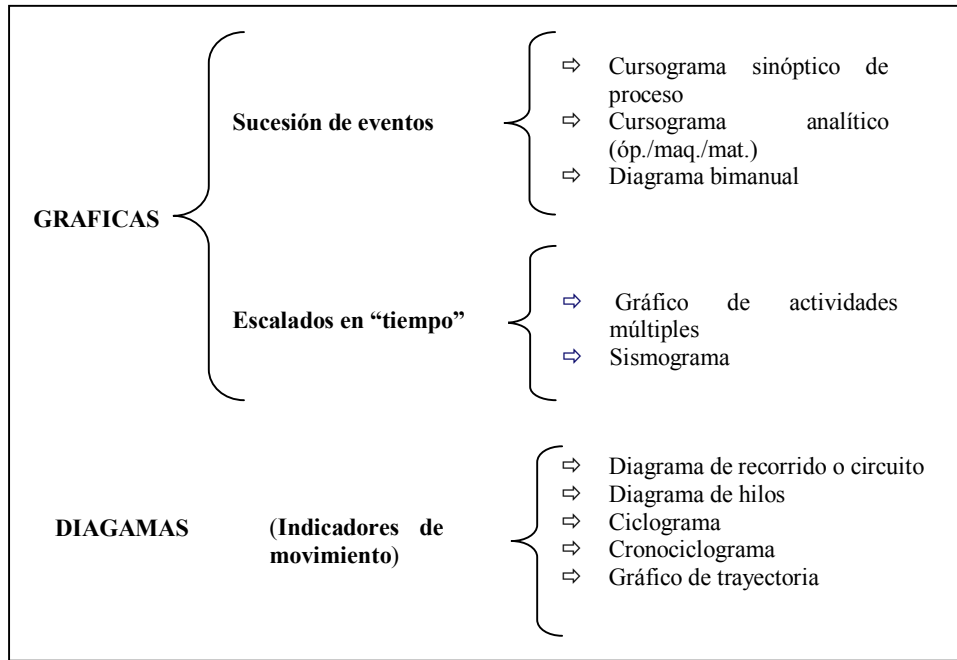 GRAFICAS
Sucesión de eventos
⇨ Cursograma sinóptico de
proceso
⇨ Cursograma analítico
(óp./maq./mat.)
⇨ Diagrama bimanual
Escalados en “tiempo”
⇨ Gráfico de actividades
múltiples
⇨ Sismograma
DIAGAMAS
(Indicadores de
movimiento)
⇨ Diagrama de recorrido o circuito
⇨ Diagrama de hilos
⇨ Ciclograma
⇨ Cronociclograma
⇨ Gráfico de trayectoria